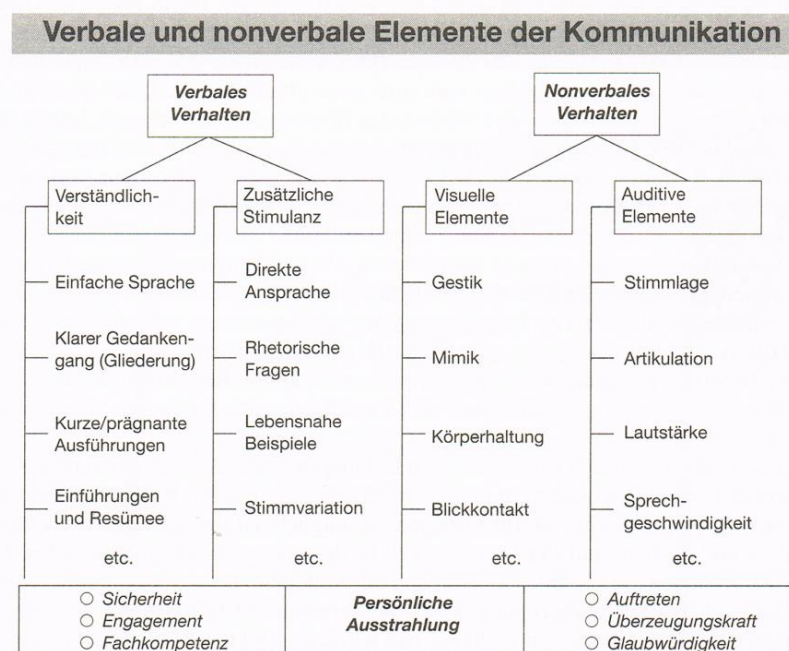 Verbale und nonverbale Elemente der Kommunikation
Verbales
Verhalten
Nonverbales
Verhalten
Verständlich-
keit
Einfache Sprache
Klarer Gedanken-
gang (Gliederung)
Kurze/prägnante
Ausführungen
Einführungen
und Resümee
etc.
Zusätzliche
Stimulanz
Direkte
Ansprache
Rhetorische
Fragen
Lebensnahe
Beispiele
Stimmvariation
etc.
Visuelle
Elemente
Gestik
Mimik
Körperhaltung
Blickkontakt
etc.
Auditive
Elemente
Stimmlage
Artikulation
Lautstärke
Sprech-
geschwindigkeit
etc.
Sicherheit
Engagement
Fachkompetenz
Persönliche
Ausstrahlung
Auftreten
Überzeugungskraft
Glaubwürdigkeit